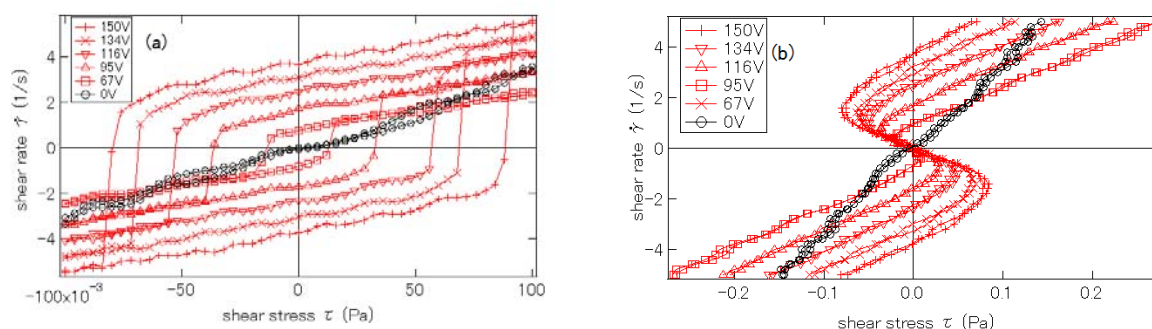 (a)
150V
134V
116V
95V
67V
0V
4
2
0
-2
-4
shear rate γ̇ (1/s)
-100x10⁻³
-50
0
50
100
shear stress τ (Pa)
(b)
150V
134V
116V
95V
67V
0V
4
2
0
-2
-4
shear rate γ̇ (1/s)
-0.2
-0.1
0.0
0.1
0.2
shear stress τ (Pa)